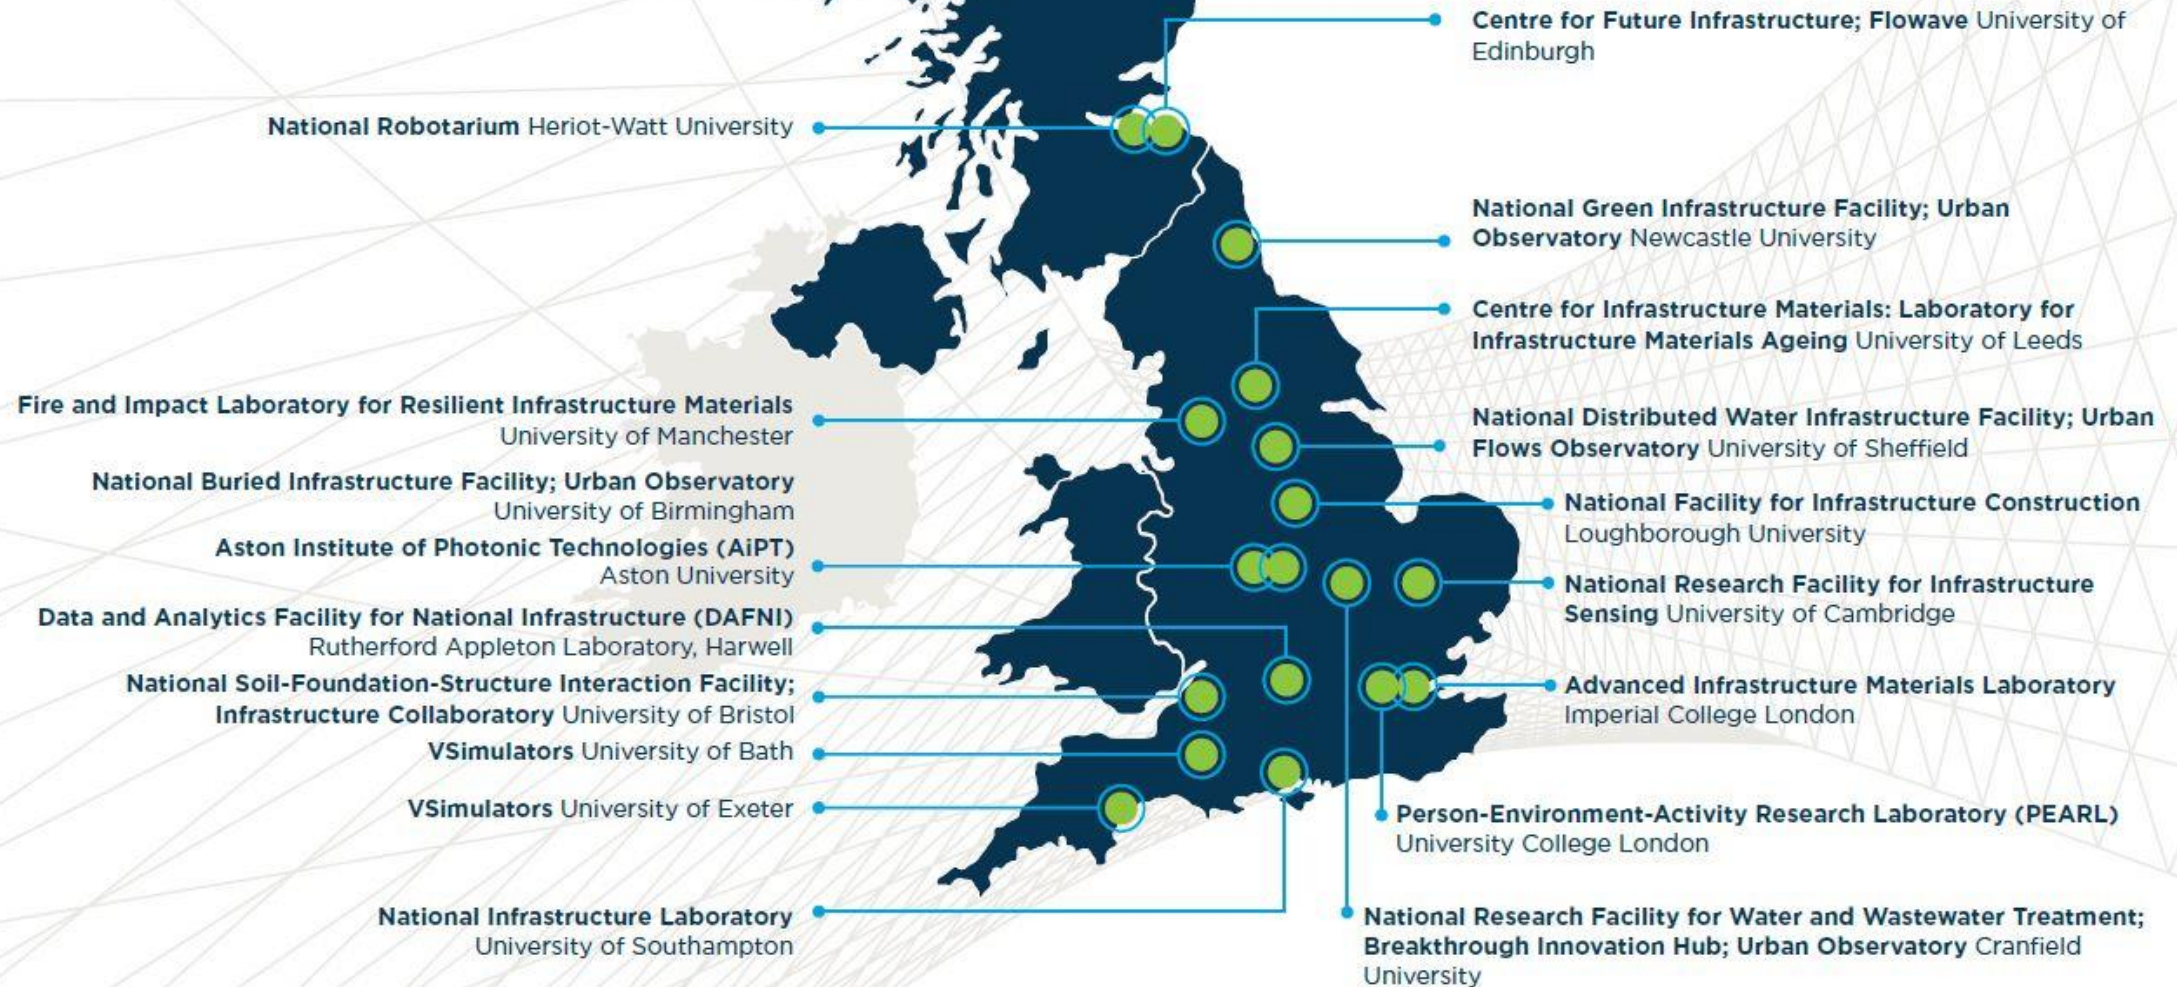 Centre for Future Infrastructure; Flowave University of
Edinburgh
National Robotarium Heriot-Watt University
National Green Infrastructure Facility; Urban
Observatory Newcastle University
Centre for Infrastructure Materials: Laboratory for
Infrastructure Materials Ageing University of Leeds
Fire and Impact Laboratory for Resilient Infrastructure Materials
University of Manchester
National Distributed Water Infrastructure Facility; Urban
Flows Observatory University of Sheffield
National Buried Infrastructure Facility; Urban Observatory
University of Birmingham
National Facility for Infrastructure Construction
Loughborough University
Aston Institute of Photonic Technologies (AiPT)
Aston University
National Research Facility for Infrastructure
Sensing University of Cambridge
Data and Analytics Facility for National Infrastructure (DAFNI)
Rutherford Appleton Laboratory, Harwell
National Soil-Foundation-Structure Interaction Facility;
Infrastructure Collaboratory University of Bristol
Advanced Infrastructure Materials Laboratory
Imperial College London
VSimulators University of Bath
VSimulators University of Exeter
Person-Environment-Activity Research Laboratory (PEARL)
University College London
National Infrastructure Laboratory
University of Southampton
National Research Facility for Water and Wastewater Treatment;
Breakthrough Innovation Hub; Urban Observatory Cranfield
University